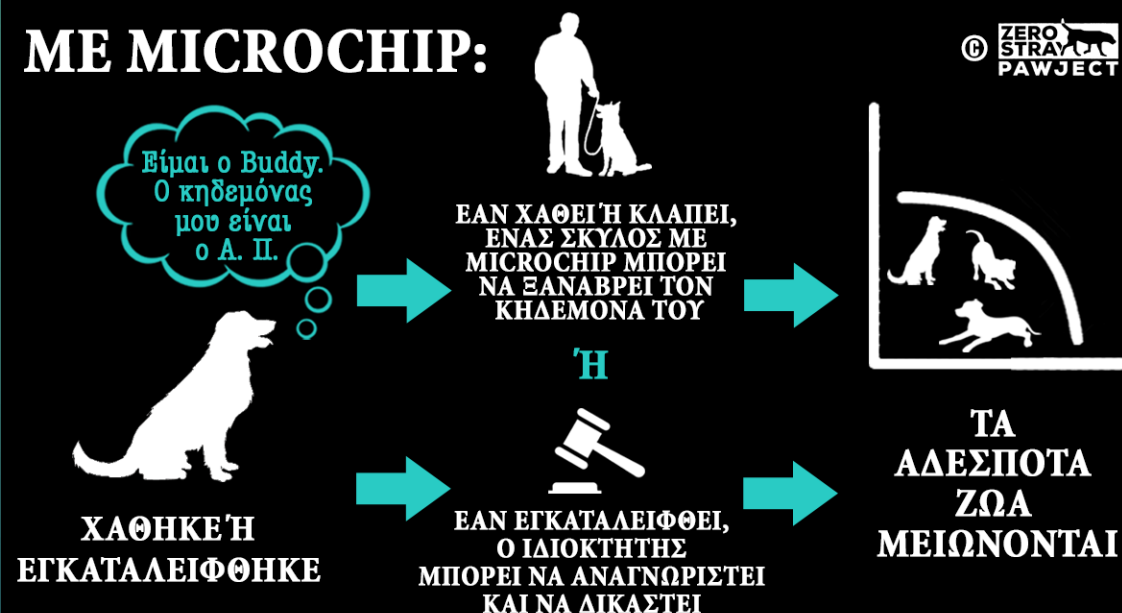 ΜΕ MICROCHIP:
© ZERO
STRAY
PAWJECT
Είμαι ο Buddy.
Ο κηδεμόνας
μου είναι
ο Α. Π.
ΧΑΘΗΚΕ Ή
ΕΓΚΑΤΑΛΕΙΦΘΗΚΕ
ΕΑΝ ΧΑΘΕΙ Ή ΚΛΑΠΕΙ,
ΕΝΑΣ ΣΚΥΛΟΣ ΜΕ
MICROCHIP ΜΠΟΡΕΙ
ΝΑ ΞΑΝΑΒΡΕΙ ΤΟΝ
ΚΗΔΕΜΟΝΑ ΤΟΥ
Ή
ΕΑΝ ΕΓΚΑΤΑΛΕΙΦΘΕΙ,
Ο ΙΔΙΟΚΤΗΤΗΣ
ΜΠΟΡΕΙ ΝΑ ΑΝΑΓΝΩΡΙΣΤΕΙ
ΚΑΙ ΝΑ ΔΙΚΑΣΤΕΙ
ΤΑ
ΑΔΕΣΠΟΤΑ
ΖΩΑ
ΜΕΙΩΝΟΝΤΑΙ